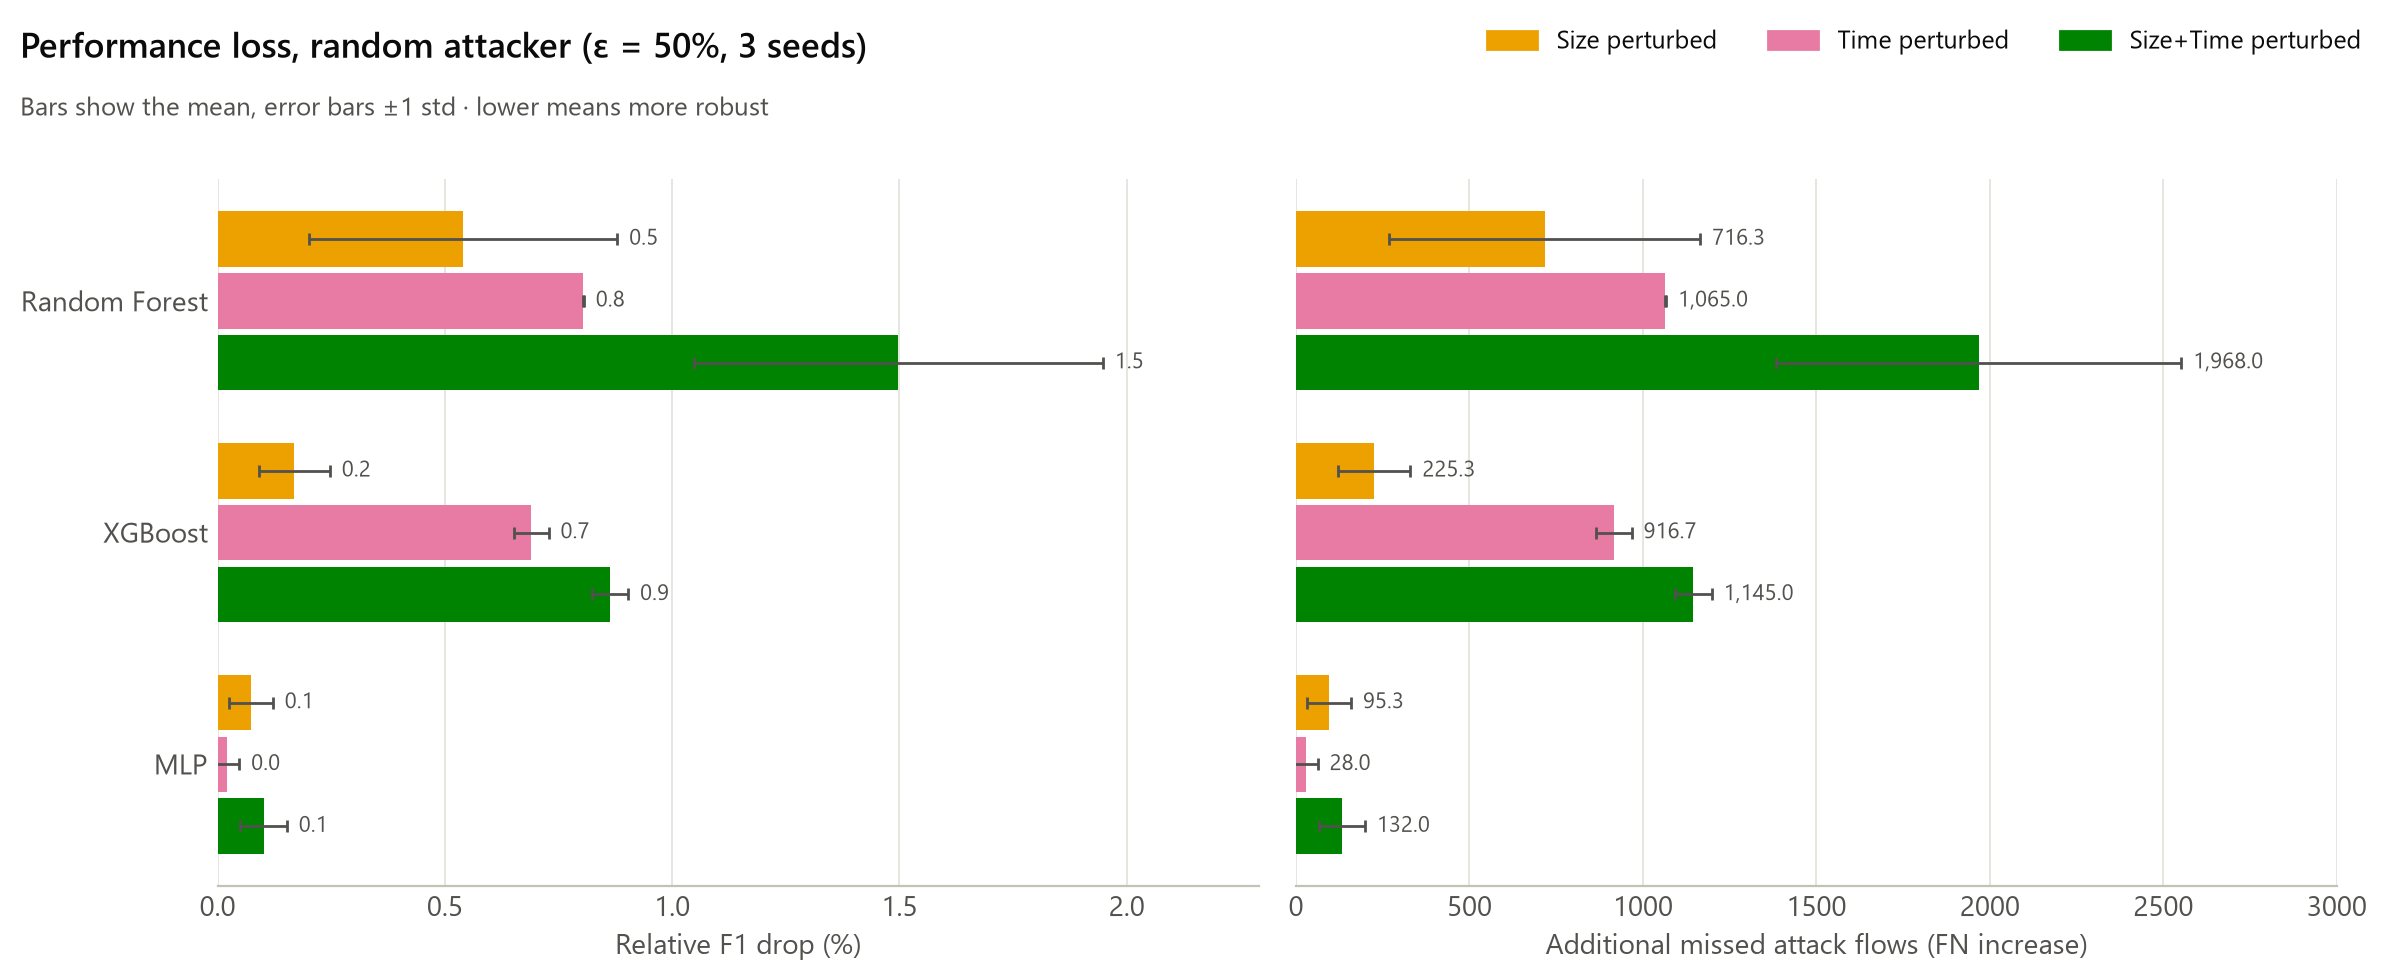 Performance loss, random attacker (ε = 50%, 3 seeds)
Size perturbed
Time perturbed
Size+Time perturbed
Bars show the mean, error bars ±1 std · lower means more robust
Random Forest
0.5
0.8
1.5
XGBoost
0.2
0.7
0.9
MLP
0.1
0.0
0.1
0.0 0.5 1.0 1.5 2.0
Relative F1 drop (%)
716.3
1,065.0
1,968.0
225.3
916.7
1,145.0
95.3
28.0
132.0
0 500 1000 1500 2000 2500 3000
Additional missed attack flows (FN increase)